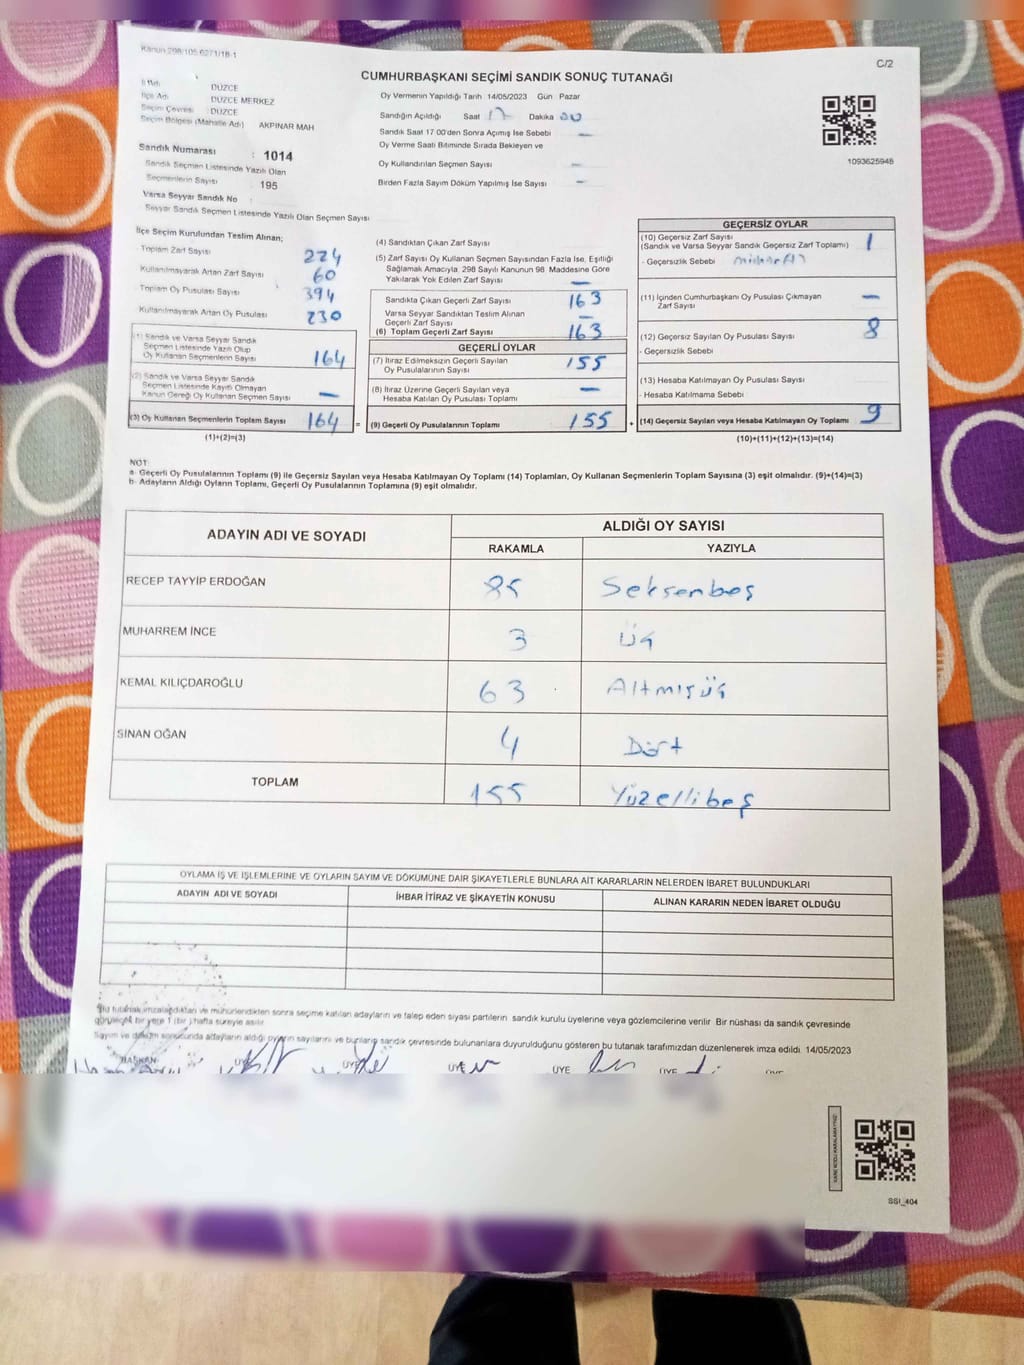 Kanun 298/105 6271/18-1
C/2
CUMHURBAŞKANI SEÇİMİ SANDIK SONUÇ TUTANAĞI
İl Adı : DÜZCE
İlçe Adı : DÜZCE MERKEZ
Seçim Çevresi : DÜZCE
Seçim Bölgesi (Mahalle Adı) AKPINAR MAH
Sandık Numarası : 1014
Sandık Seçmen Listesinde Yazılı Olan
Seçmenlerin Sayısı : 195
Varsa Seyyar Sandık No
Seyyar Sandık Seçmen Listesinde Yazılı Olan Seçmen Sayısı
Oy Vermenin Yapıldığı Tarih 14/05/2023 Gün Pazar
Sandığın Açıldığı Saat 17 Dakika 00
Sandık Saat 17:00'den Sonra Açımış İse Sebebi —
Oy Verme Saati Bitiminde Sırada Bekleyen ve
Oy Kullandırılan Seçmen Sayısı —
Birden Fazla Sayım Döküm Yapılmış İse Sayısı —
1093625948
İlçe Seçim Kurulundan Teslim Alınan;
Toplam Zarf Sayısı 224
Kullanılmayarak Artan Zarf Sayısı 60
Toplam Oy Pusulası Sayısı 394
Kullanılmayarak Artan Oy Pusulası 230
(1) Sandık ve Varsa Seyyar Sandık
Seçmen Listesinde Yazılı Olup
Oy Kullanan Seçmenlerin Sayısı 164
(2) Sandık ve Varsa Seyyar Sandık
Seçmen Listesinde Kayıtlı Olmayan
Kanun Gereği Oy Kullanan Seçmen Sayısı —
(3) Oy Kullanan Seçmenlerin Toplam Sayısı 164 =
(1)+(2)=(3)
(4) Sandıktan Çıkan Zarf Sayısı
(5) Zarf Sayısı Oy Kullanan Seçmen Sayısından Fazla İse, Eşitliği
Sağlamak Amacıyla, 298 Sayılı Kanunun 98. Maddesine Göre
Yakılarak Yok Edilen Zarf Sayısı —
Sandıkta Çıkan Geçerli Zarf Sayısı 163
Varsa Seyyar Sandıktan Teslim Alınan
Geçerli Zarf Sayısı —
(6) Toplam Geçerli Zarf Sayısı 163
GEÇERLİ OYLAR
(7) İtiraz Edilmeksizin Geçerli Sayılan
Oy Pusulalarının Sayısı 155
(8) İtiraz Üzerine Geçerli Sayılan veya
Hesaba Katılan Oy Pusulası Toplamı —
(9) Geçerli Oy Pusulalarının Toplamı 155 +
GEÇERSİZ OYLAR
(10) Geçersiz Zarf Sayısı
(Sandık ve Varsa Seyyar Sandık Geçersiz Zarf Toplamı) 1
- Geçersizlik Sebebi
(11) İçinden Cumhurbaşkanı Oy Pusulası Çıkmayan
Zarf Sayısı —
(12) Geçersiz Sayılan Oy Pusulası Sayısı 8
- Geçersizlik Sebebi
(13) Hesaba Katılmayan Oy Pusulası Sayısı
- Hesaba Katılmama Sebebi
(14) Geçersiz Sayılan veya Hesaba Katılmayan Oy Toplamı 9
(10)+(11)+(12)+(13)=(14)
NOT:
a- Geçerli Oy Pusulalarının Toplamı (9) ile Geçersiz Sayılan veya Hesaba Katılmayan Oy Toplamı (14) Toplamları, Oy Kullanan Seçmenlerin Toplam Sayısına (3) eşit olmalıdır. (9)+(14)=(3)
b- Adayların Aldığı Oyların Toplamı, Geçerli Oy Pusulalarının Toplamına (9) eşit olmalıdır.
ADAYIN ADI VE SOYADI
ALDIĞI OY SAYISI
RAKAMLA YAZIYLA
RECEP TAYYİP ERDOĞAN 85 Seksenbeş
MUHARREM İNCE 3 Üç
KEMAL KILIÇDAROĞLU 63 Altmışüç
SİNAN OĞAN 4 Dört
TOPLAM 155 Yüzellibeş
OYLAMA İŞ VE İŞLEMLERİNE VE OYLARIN SAYIM VE DÖKÜMÜNE DAİR ŞİKAYETLERLE BUNLARA AİT KARARLARIN NELERDEN İBARET BULUNDUKLARI
ADAYIN ADI VE SOYADI İHBAR İTİRAZ VE ŞİKAYETİN KONUSU ALINAN KARARIN NEDEN İBARET OLDUĞU
Bu tutanak imzalandıktan ve mühürlendikten sonra seçime katılan adayların ve talep eden siyasi partilerin sandık kurulu üyelerine veya gözlemcilerine verilir Bir nüshası da sandık çevresinde
görülecek bir yere 1 (bir) hafta süreyle asılır.
Sayım ve döküm sonucunda adayların aldığı oyların sayılarını ve bunların sandık çevresinde bulunanlara duyurulduğunu gösteren bu tutanak tarafımızdan düzenlenerek imza edildi 14/05/2023
BAŞKAN ÜYE ÜYE ÜYE ÜYE ÜYE
SSI_404